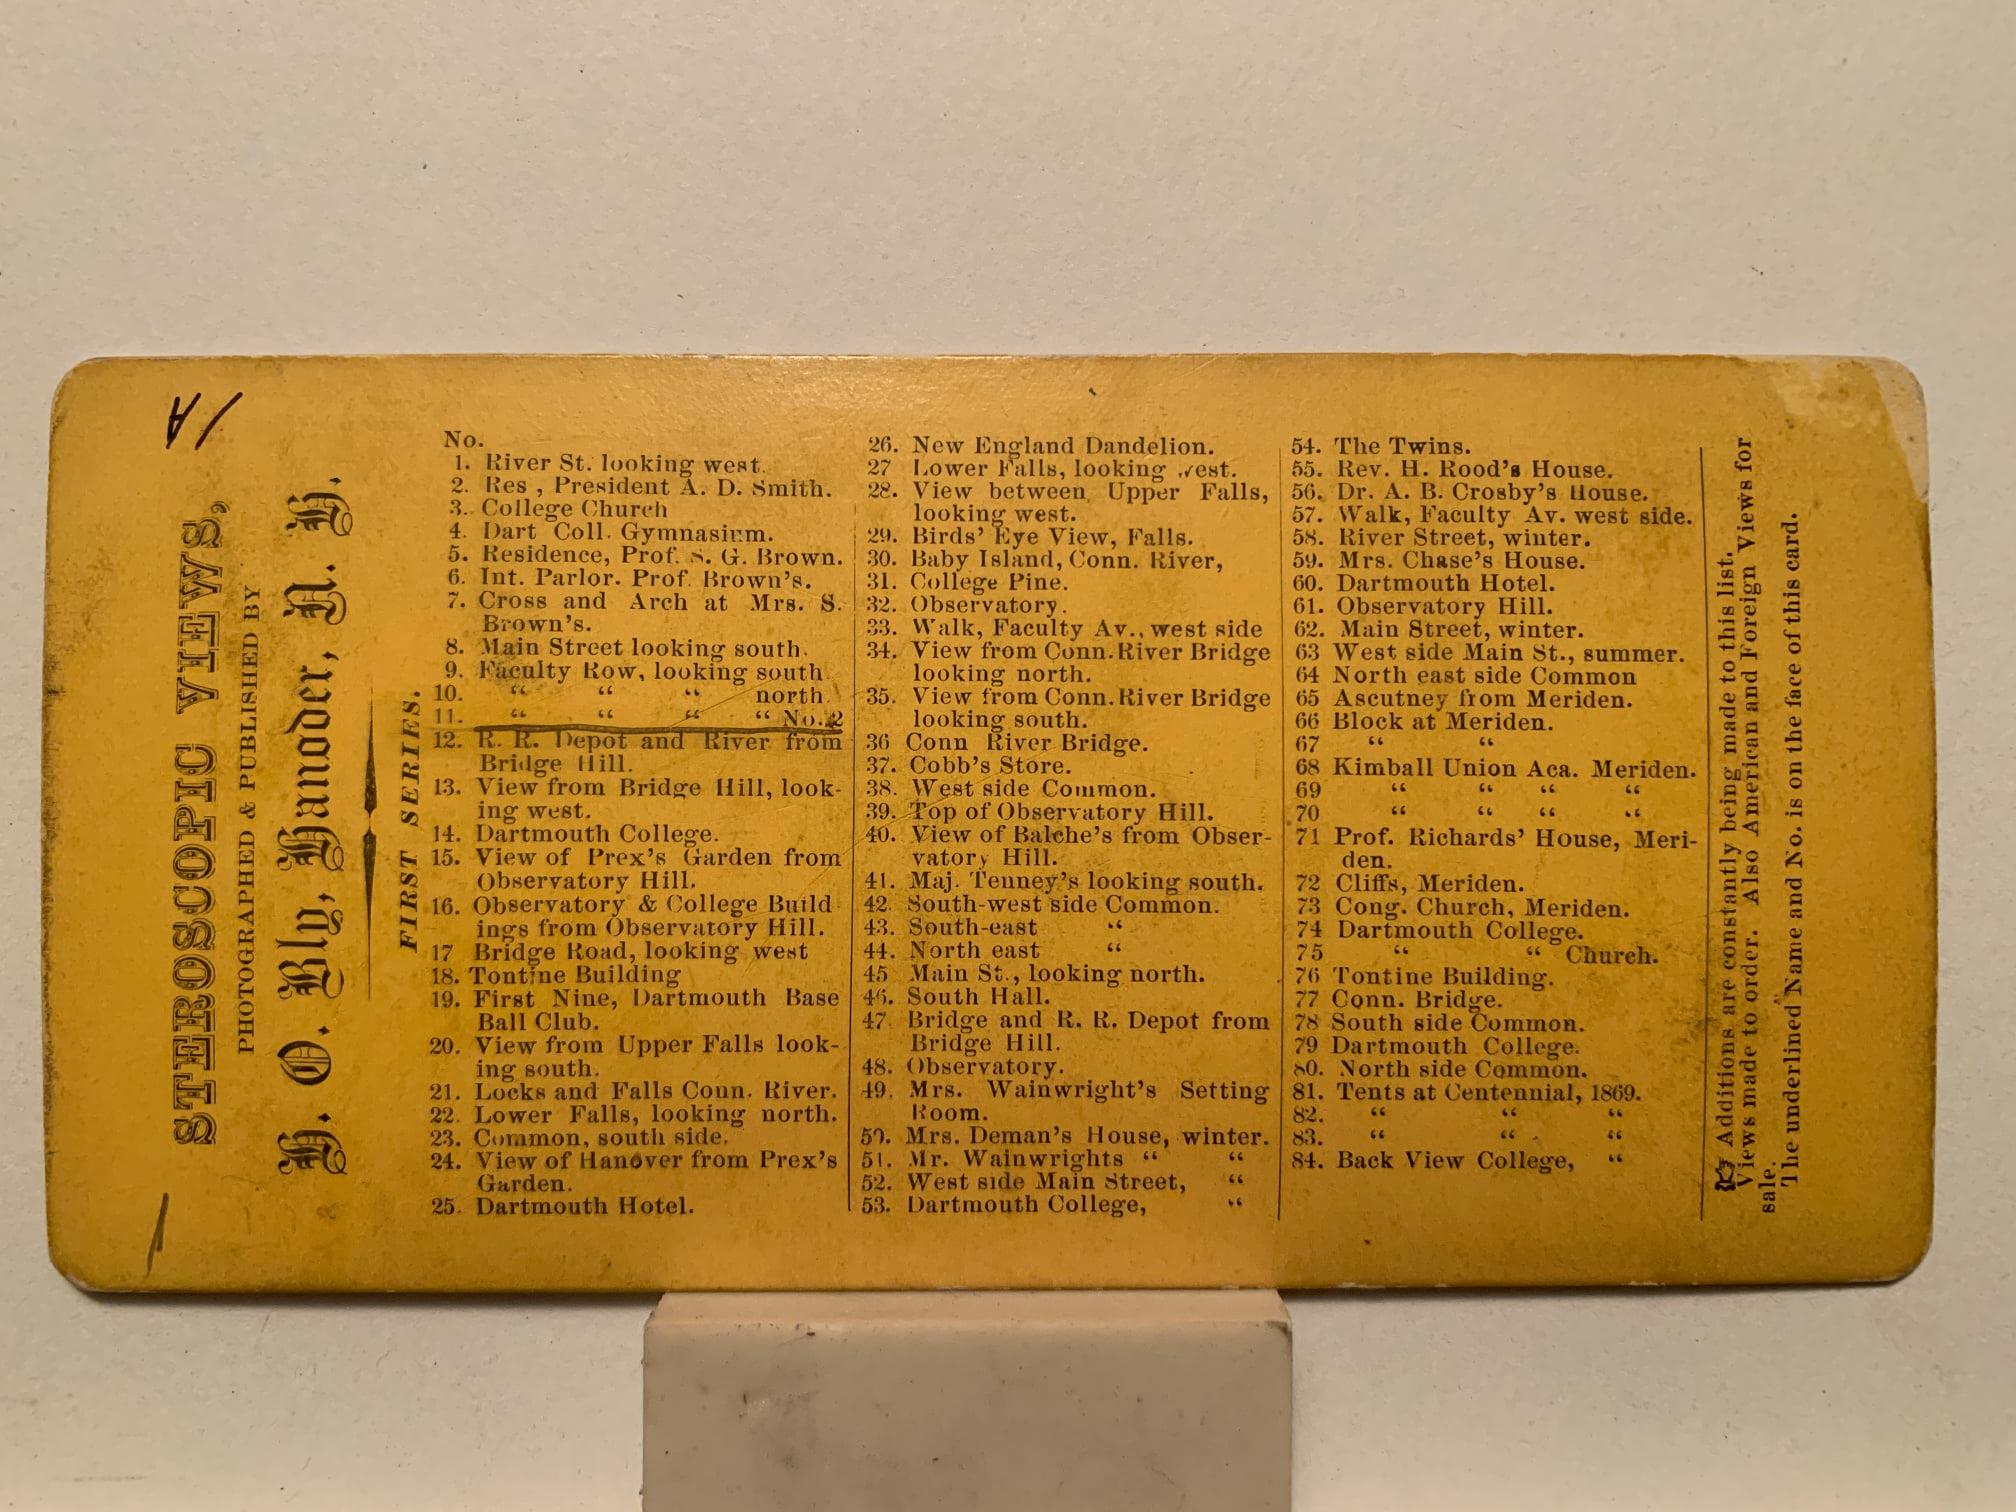 1A
STEROSCOPIC VIEWS,
PHOTOGRAPHED & PUBLISHED BY
H. O. Bly, Hanover, N. H.
FIRST SERIES.
No.
1. River St. looking west.
2. Res , President A. D. Smith.
3. College Church
4. Dart Coll. Gymnasium.
5. Residence, Prof. S. G. Brown.
6. Int. Parlor. Prof. Brown's.
7. Cross and Arch at Mrs. S.
Brown's.
8. Main Street looking south.
9. Faculty Row, looking south
10. “ “ “ north.
11. “ “ “ “ No. 2
12. R. R. Depot and River from
Bridge Hill.
13. View from Bridge Hill, look-
ing west.
14. Dartmouth College.
15. View of Prex's Garden from
Observatory Hill.
16. Observatory & College Build-
ings from Observatory Hill.
17 Bridge Road, looking west
18. Tontine Building
19. First Nine, Dartmouth Base
Ball Club.
20. View from Upper Falls look-
ing south.
21. Locks and Falls Conn. River.
22. Lower Falls, looking north.
23. Common, south side.
24. View of Hanover from Prex's
Garden.
25. Dartmouth Hotel.
26. New England Dandelion.
27 Lower Falls, looking west.
28. View between Upper Falls,
looking west.
29. Birds' Eye View, Falls.
30. Baby Island, Conn. River,
31. College Pine.
32. Observatory.
33. Walk, Faculty Av., west side
34. View from Conn. River Bridge
looking north.
35. View from Conn. River Bridge
looking south.
36 Conn River Bridge.
37. Cobb's Store.
38. West side Common.
39. Top of Observatory Hill.
40. View of Balche's from Obser-
vatory Hill.
41. Maj. Tenney's looking south.
42. South-west side Common.
43. South-east “
44. North east “
45 Main St., looking north.
46. South Hall.
47. Bridge and R. R. Depot from
Bridge Hill.
48. Observatory.
49. Mrs. Wainwright's Setting
Room.
50. Mrs. Deman's House, winter.
51. Mr. Wainwrights “ “
52. West side Main Street, “
53. Dartmouth College, “
54. The Twins.
55. Rev. H. Rood's House.
56. Dr. A. B. Crosby's House.
57. Walk, Faculty Av. west side.
58. River Street, winter.
59. Mrs. Chase's House.
60. Dartmouth Hotel.
61. Observatory Hill.
62. Main Street, winter.
63 West side Main St., summer.
64 North east side Common
65 Ascutney from Meriden.
66 Block at Meriden.
67 “ “
68 Kimball Union Aca. Meriden.
69 “ “ “ “
70 “ “ “ “
71 Prof. Richards' House, Meri-
den.
72 Cliffs, Meriden.
73 Cong. Church, Meriden.
74 Dartmouth College.
75 “ “ Church.
76 Tontine Building.
77 Conn. Bridge.
78 South side Common.
79 Dartmouth College.
80. North side Common.
81. Tents at Centennial, 1869.
82. “ “ “
83. “ “ “
84. Back View College, “
☞ Additions are constantly being made to this list.
Views made to order. Also American and Foreign Views for
sale.
The underlined Name and No. is on the face of this card.